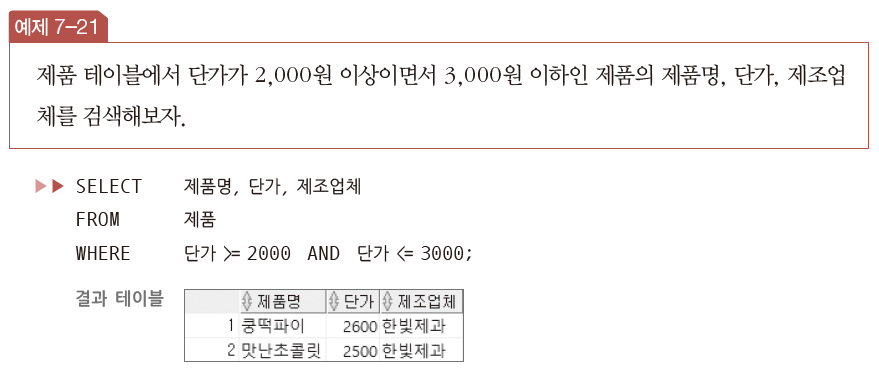 예제 7-21
제품 테이블에서 단가가 2,000원 이상이면서 3,000원 이하인 제품의 제품명, 단가, 제조업
체를 검색해보자.
▶▶ SELECT 제품명, 단가, 제조업체
FROM 제품
WHERE 단가 >= 2000 AND 단가 <= 3000;
결과 테이블
제품명 단가 제조업체
1 쿵떡파이 2600 한빛제과
2 맛난초콜릿 2500 한빛제과